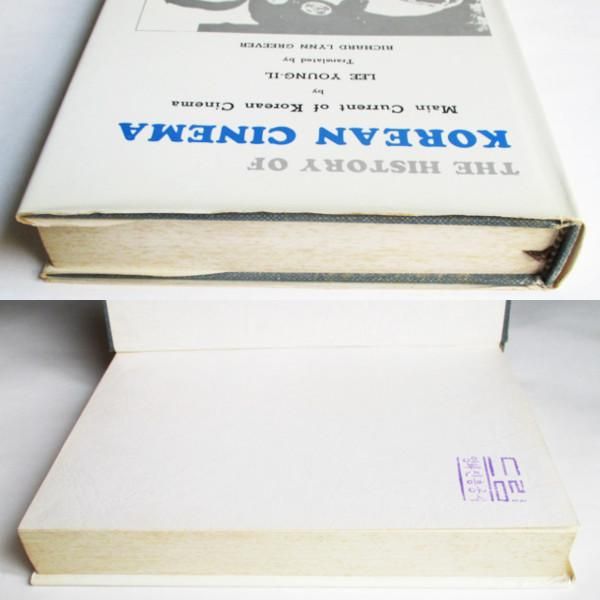 THE HISTORY OF
KOREAN CINEMA
Main Current of Korean Cinema
by
LEE YOUNG-IL
Translated by
RICHARD LYNN GREEVER